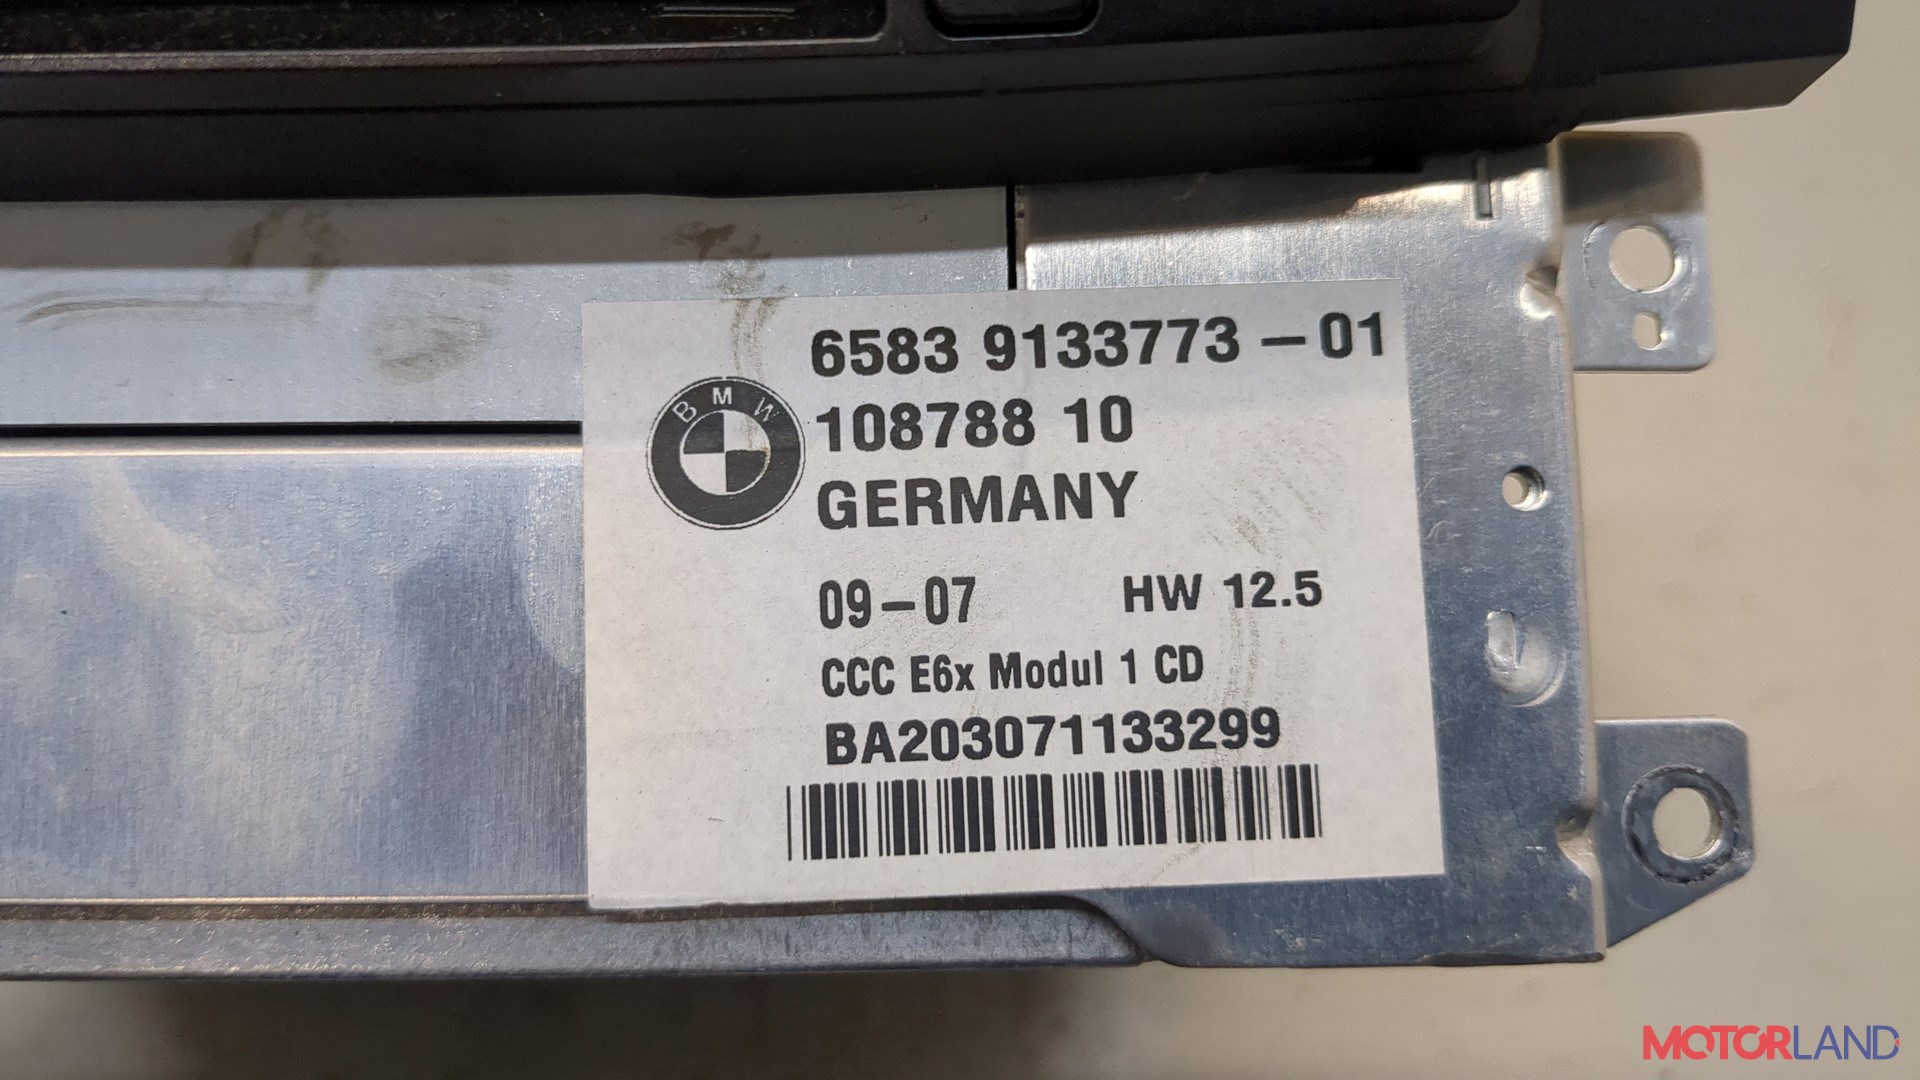 6583 9133773-01
BMW
108788 10
GERMANY
09-07 HW 12.5
CCC E6x Modul 1 CD
BA203071133299
MOTORLAND